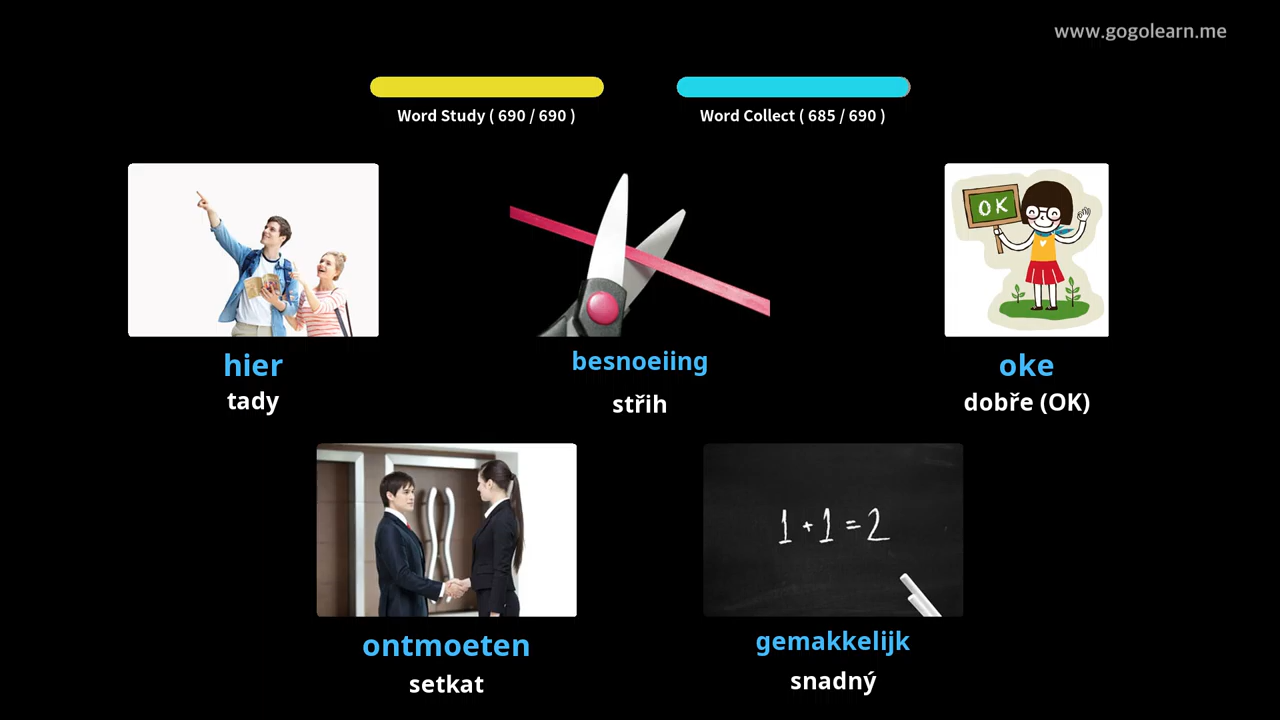 www.gogolearn.me
Word Study ( 690 / 690 )
Word Collect ( 685 / 690 )
OK
hier
tady
besnoeiing
střih
oke
dobře (OK)
1 + 1 = 2
ontmoeten
setkat
gemakkelijk
snadný